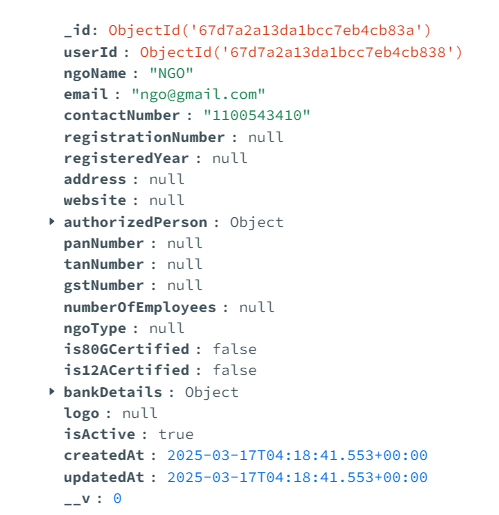 _id: ObjectId('67d7a2a13da1bcc7eb4cb83a')
userId : ObjectId('67d7a2a13da1bcc7eb4cb838')
ngoName : "NGO"
email : "ngo@gmail.com"
contactNumber : "1100543410"
registrationNumber : null
registeredYear : null
address : null
website : null
authorizedPerson : Object
panNumber : null
tanNumber : null
gstNumber : null
numberOfEmployees : null
ngoType : null
is80GCertified : false
is12ACertified : false
bankDetails : Object
logo : null
isActive : true
createdAt : 2025-03-17T04:18:41.553+00:00
updatedAt : 2025-03-17T04:18:41.553+00:00
__v : 0